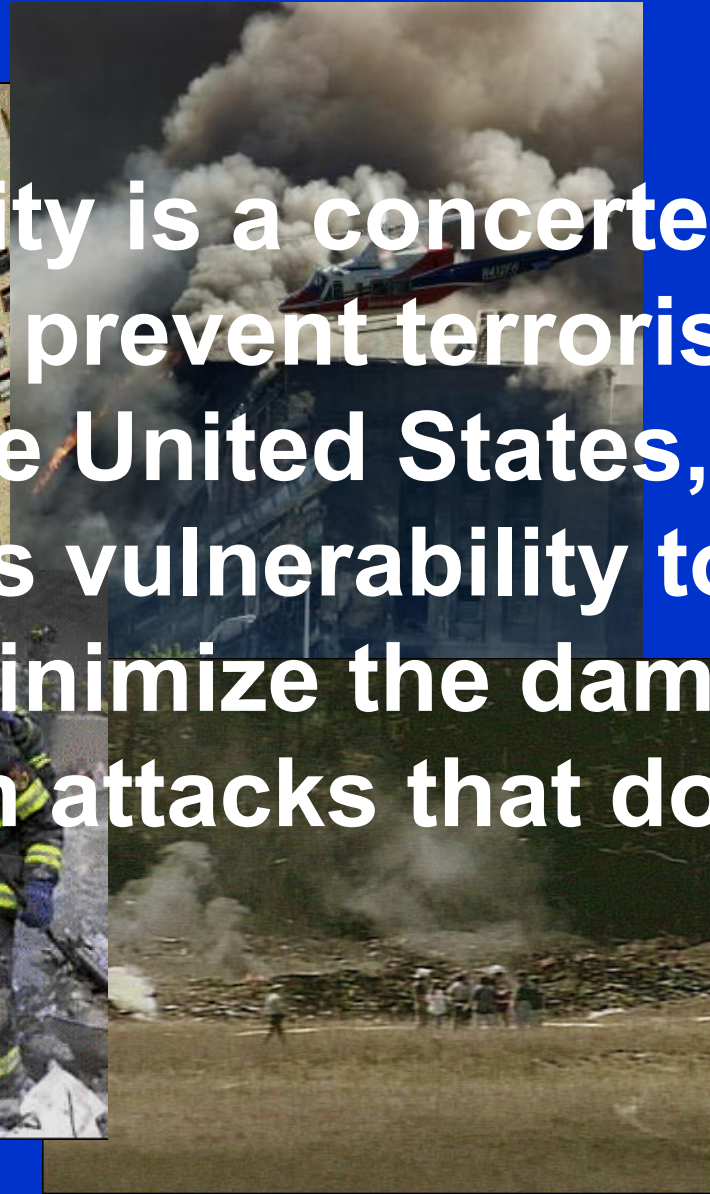 ity is a concerte
prevent terroris
e United States,
s vulnerability to
inimize the dam
n attacks that do